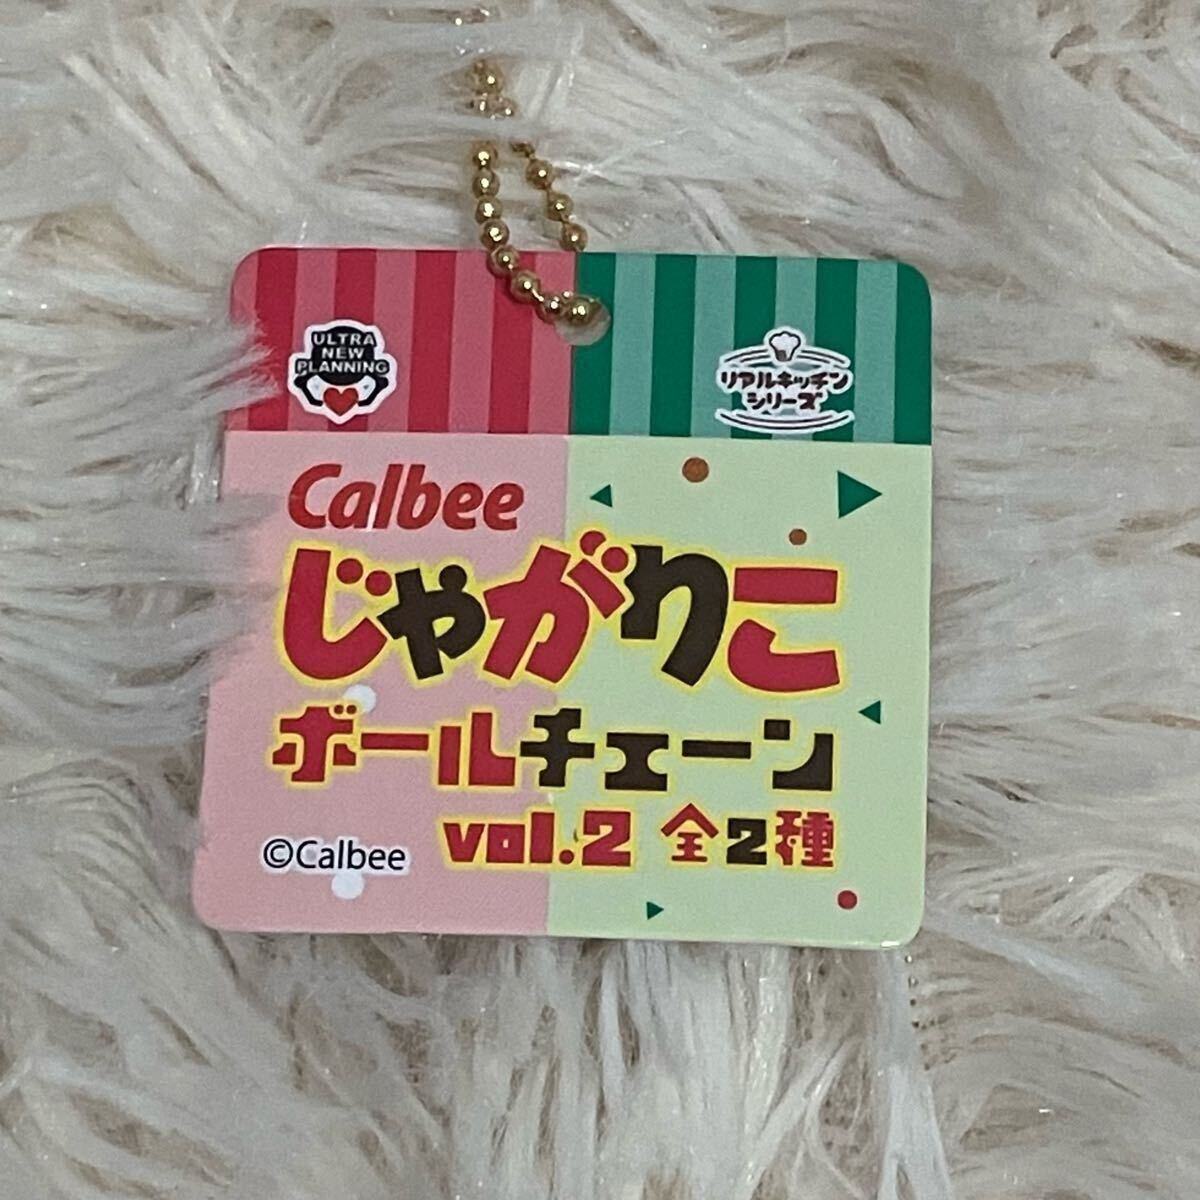 ULTRA
NEW
PLANNING
リアルキッチン
シリーズ
Calbee
じゃがりこ
ボールチェーン
vol.2 全2種
©Calbee